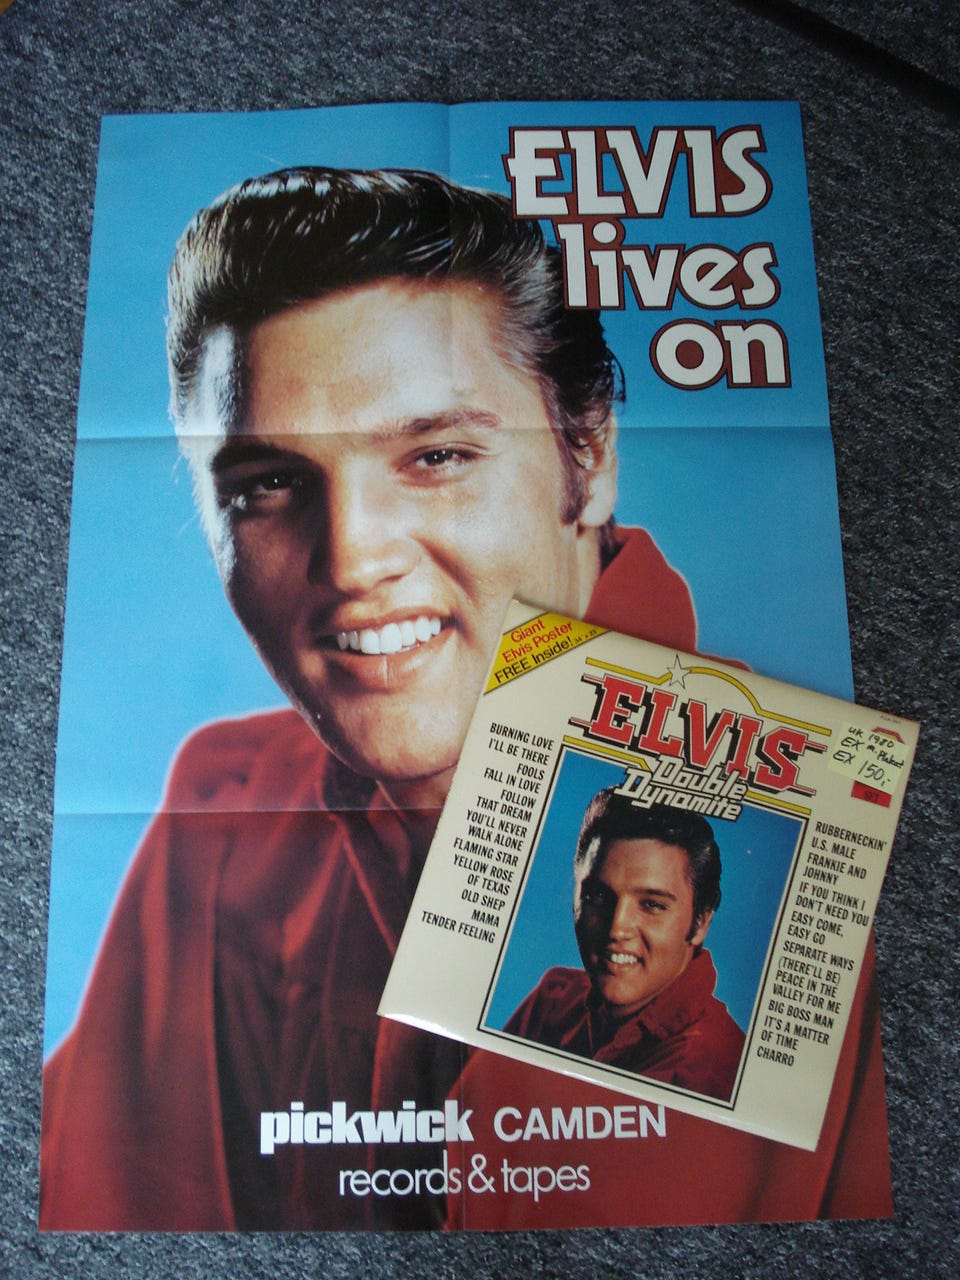 ELVIS
lives
on
Giant
Elvis Poster
FREE Inside! 34" x 23"
ELVIS
Double
Dynamite
UK 1980
EX m. Plakat
EX 150,-
BURNING LOVE
I'LL BE THERE
FOOLS
FALL IN LOVE
FOLLOW
THAT DREAM
YOU'LL NEVER
WALK ALONE
FLAMING STAR
YELLOW ROSE
OF TEXAS
OLD SHEP
MAMA
TENDER FEELING
RUBBERNECKIN'
U.S. MALE
FRANKIE AND
JOHNNY
IF YOU THINK I
DON'T NEED YOU
EASY COME,
EASY GO
SEPARATE WAYS
(THERE'LL BE)
PEACE IN THE
VALLEY FOR ME
BIG BOSS MAN
IT'S A MATTER
OF TIME
CHARRO
pickwick CAMDEN
records & tapes